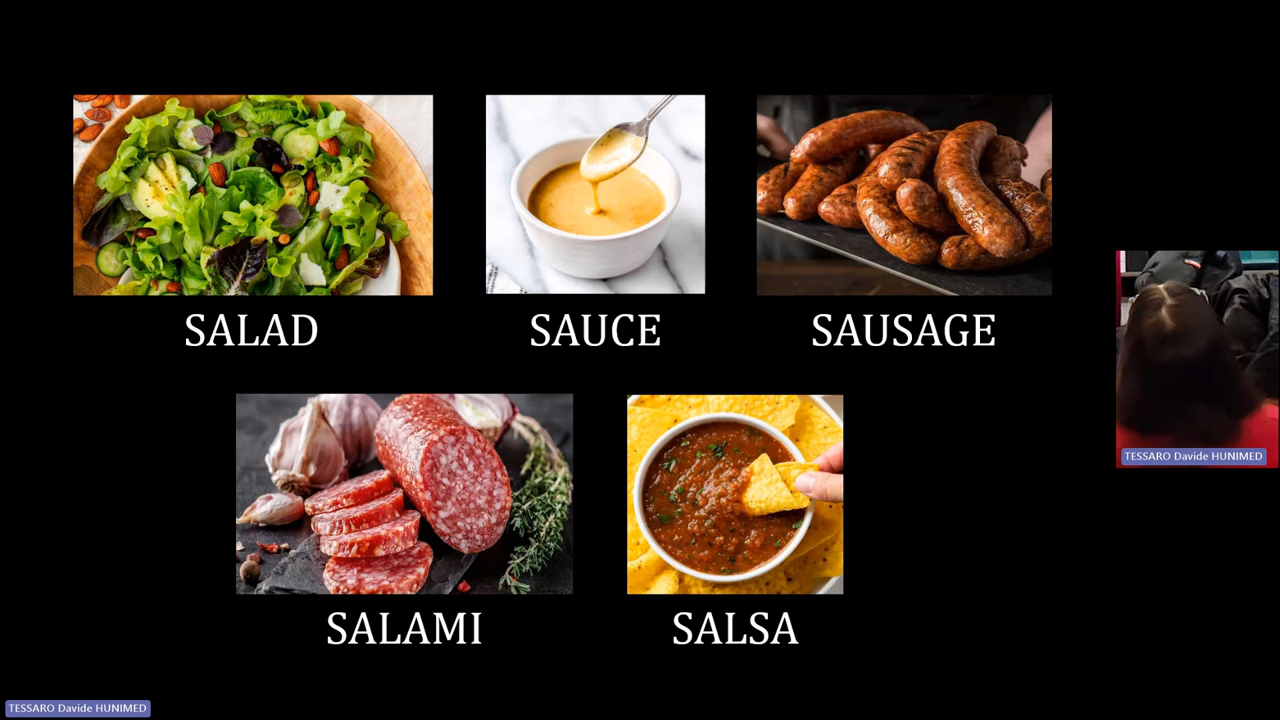 SALAD
SAUCE
SAUSAGE
TESSARO Davide HUNIMED
SALAMI
SALSA
TESSARO Davide HUNIMED